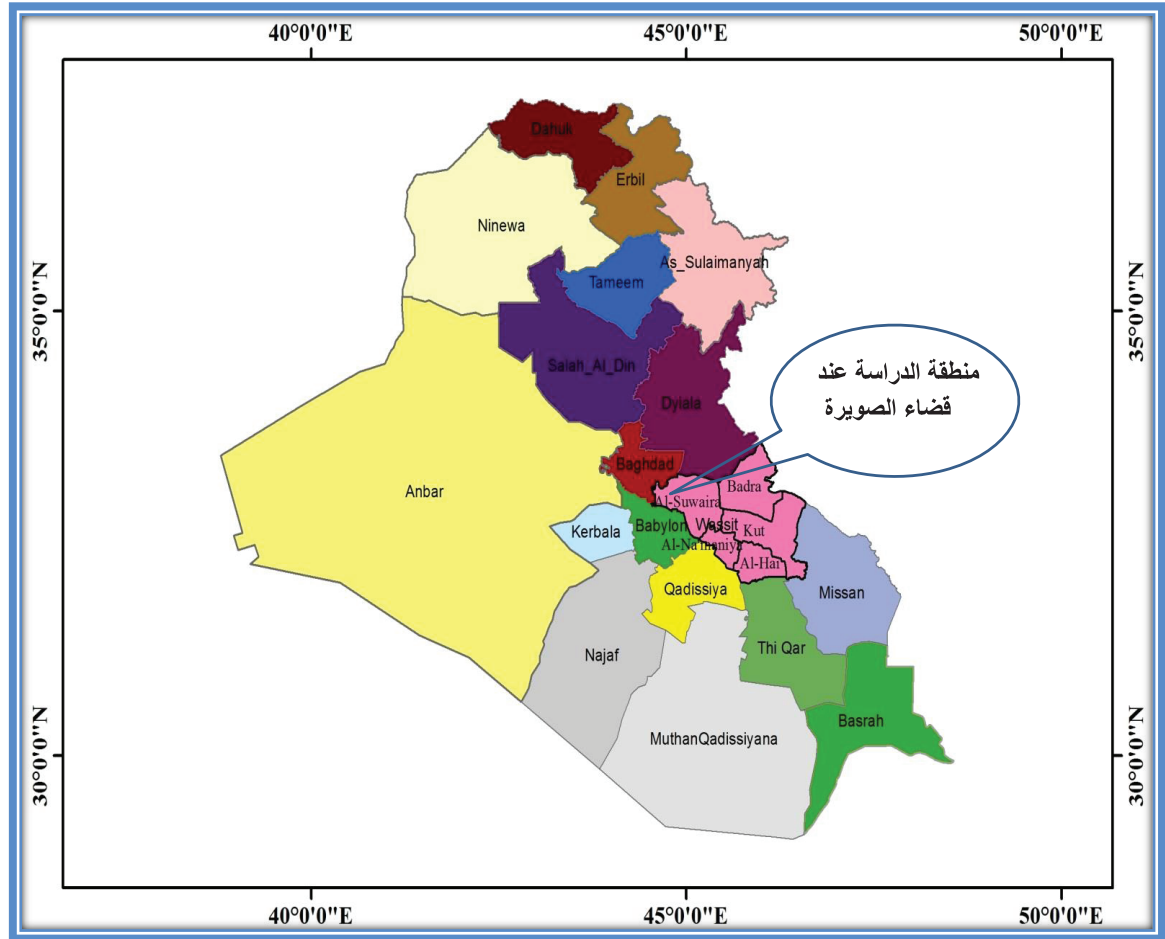 40°0'0"E 45°0'0"E 50°0'0"E
Dahuk
Erbil
Ninewa
As_Sulaimanyah
Tameem
35°0'0"N 35°0'0"N
Salah_Al_Din
منطقة الدراسة عند
قضاء الصويرة
Dylala
Baghdad
Badra
Anbar
Al-Suwaira
Kerbala
Babylon
Wassit
Kut
Al-Na'maniya
Al-Hai
Qadissiya
Missan
Najaf
Thi Qar
Basrah
MuthanQadissiyana
30°0'0"N 30°0'0"N
40°0'0"E 45°0'0"E 50°0'0"E